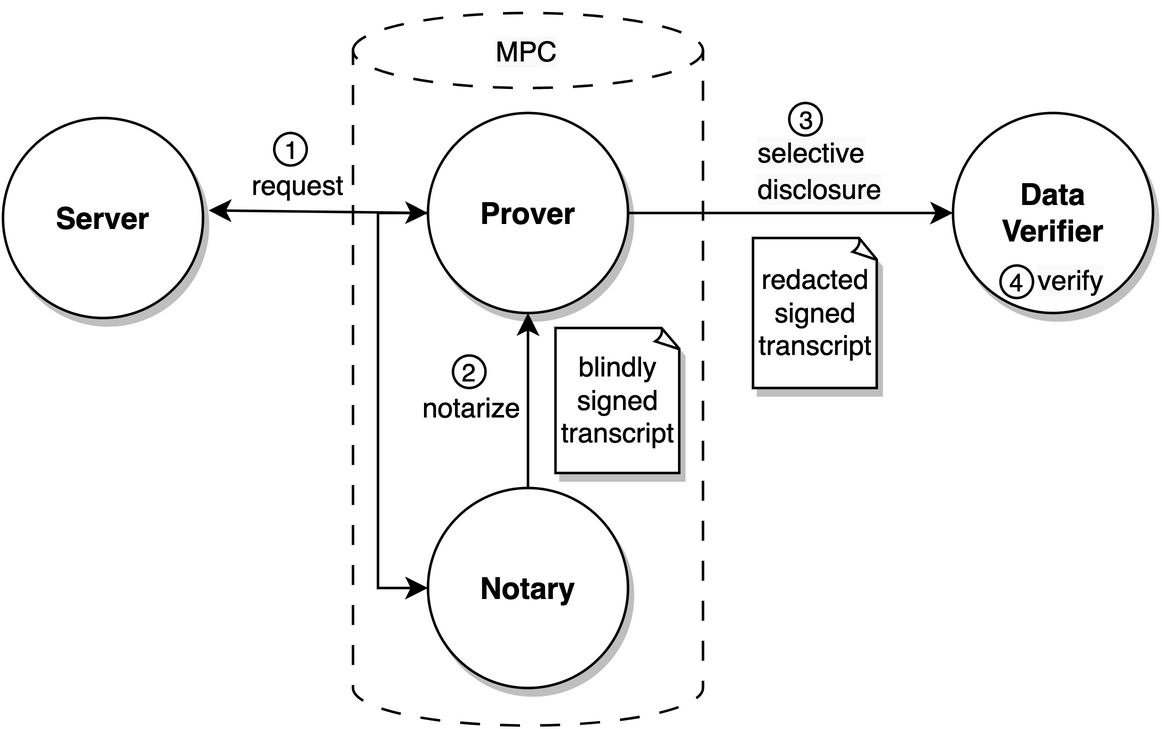 MPC
1
request
Server
Prover
3
selective
disclosure
Data
Verifier
4 verify
redacted
signed
transcript
2
notarize
blindly
signed
transcript
Notary